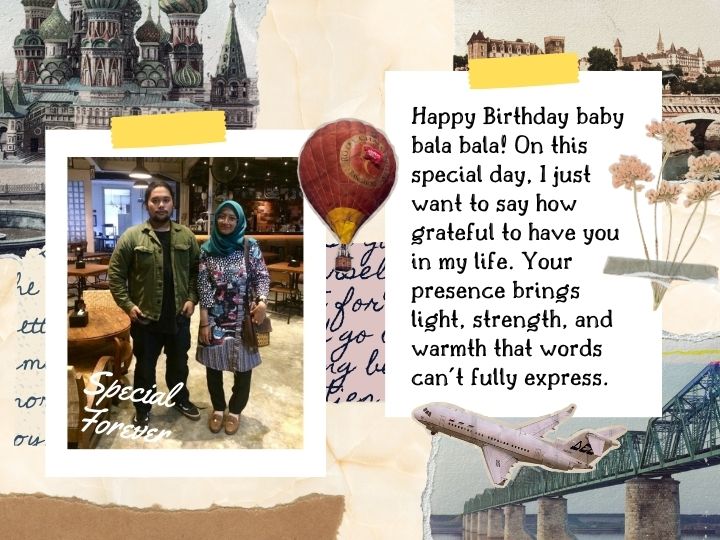 Happy Birthday baby
bala bala! On this
special day, I just
want to say how
grateful to have you
in my life. Your
presence brings
light, strength, and
warmth that words
can't fully express.
Special
Forever